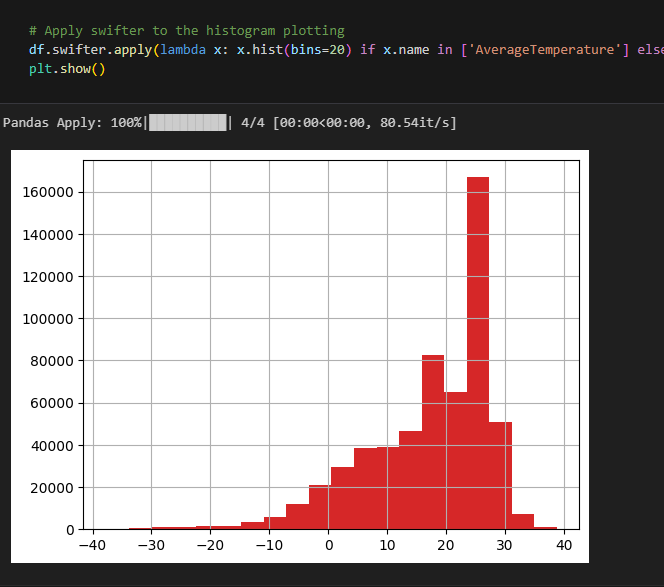 # Apply swifter to the histogram plotting
df.swifter.apply(lambda x: x.hist(bins=20) if x.name in ['AverageTemperature'] else
plt.show()
Pandas Apply: 100%|██████████| 4/4 [00:00<00:00, 80.54it/s]
160000
140000
120000
100000
80000
60000
40000
20000
0
−40 −30 −20 −10 0 10 20 30 40